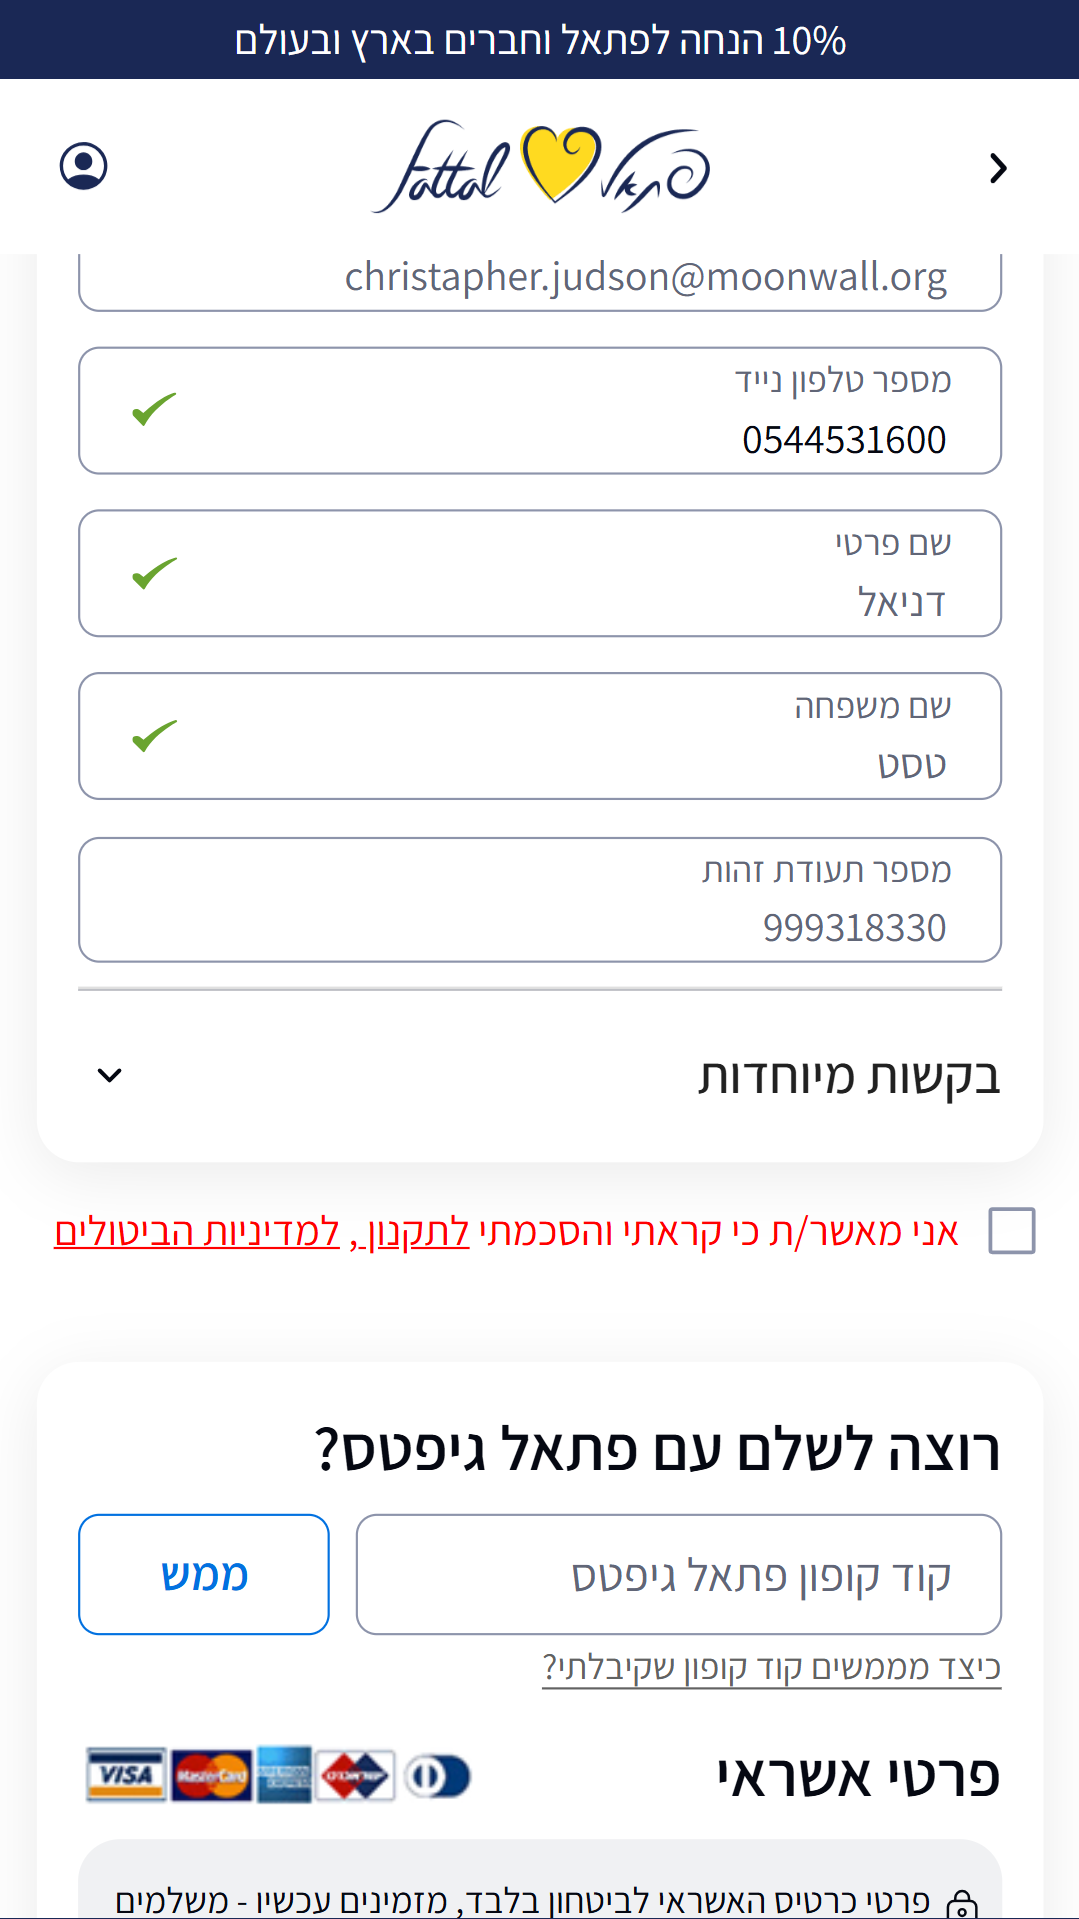 10% הנחה לפתאל וחברים בארץ ובעולם
fattal פתאל
christapher.judson@moonwall.org
מספר טלפון נייד
0544531600
שם פרטי
דניאל
שם משפחה
טסט
מספר תעודת זהות
999318330
בקשות מיוחדות
אני מאשר/ת כי קראתי והסכמתי לתקנון , למדיניות הביטולים
רוצה לשלם עם פתאל גיפטס?
קוד קופון פתאל גיפטס
ממש
כיצד מממשים קוד קופון שקיבלתי?
פרטי אשראי
VISA MasterCard AMERICAN EXPRESS ישראכרט
פרטי כרטיס האשראי לביטחון בלבד, מזמינים עכשיו - משלמים